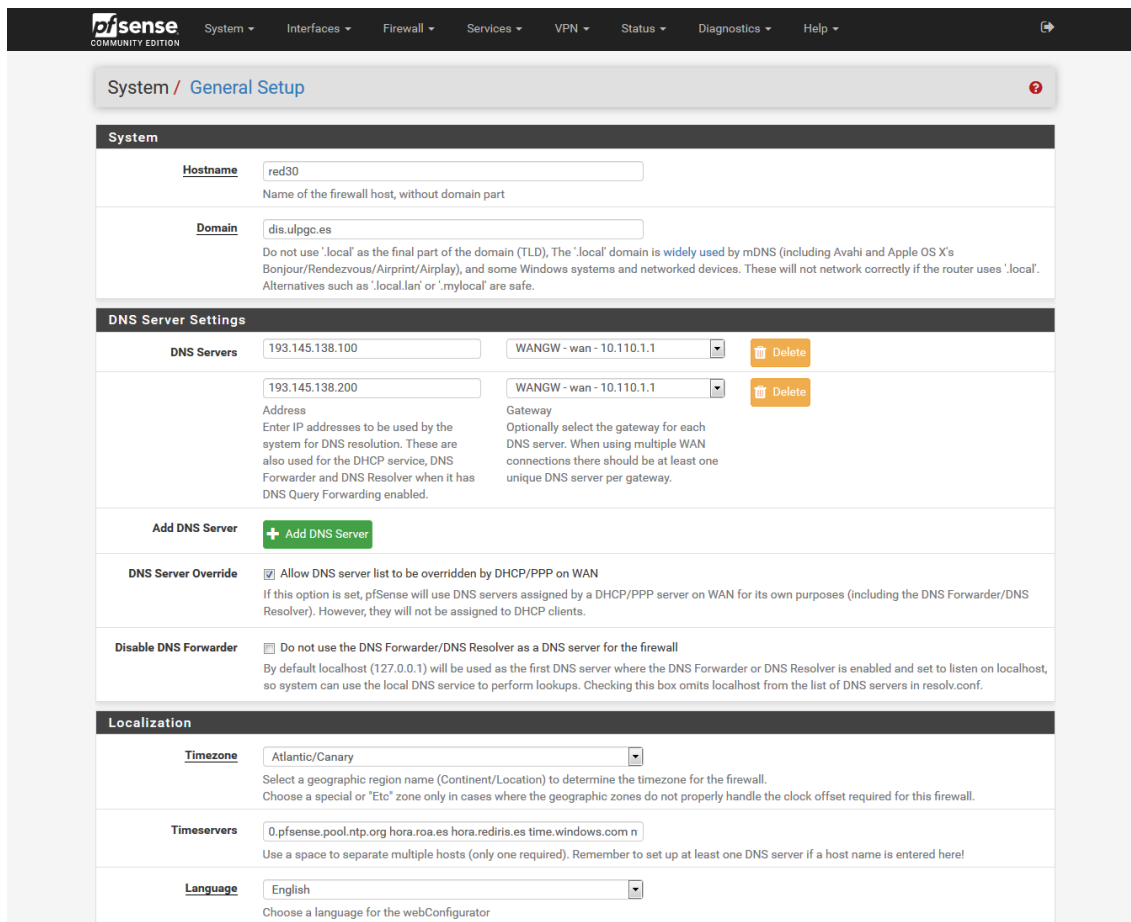 pfsense System Interfaces Firewall Services VPN Status Diagnostics Help
COMMUNITY EDITION
System / General Setup
System
Hostname red30
Name of the firewall host, without domain part
Domain dis.ulpgc.es
Do not use '.local' as the final part of the domain (TLD), The '.local' domain is widely used by mDNS (including Avahi and Apple OS X's
Bonjour/Rendezvous/Airprint/Airplay), and some Windows systems and networked devices. These will not network correctly if the router uses '.local'.
Alternatives such as '.local.lan' or '.mylocal' are safe.
DNS Server Settings
DNS Servers 193.145.138.100 WANGW - wan - 10.110.1.1 Delete
193.145.138.200 WANGW - wan - 10.110.1.1 Delete
Address
Enter IP addresses to be used by the
system for DNS resolution. These are
also used for the DHCP service, DNS
Forwarder and DNS Resolver when it has
DNS Query Forwarding enabled.
Gateway
Optionally select the gateway for each
DNS server. When using multiple WAN
connections there should be at least one
unique DNS server per gateway.
Add DNS Server + Add DNS Server
DNS Server Override Allow DNS server list to be overridden by DHCP/PPP on WAN
If this option is set, pfSense will use DNS servers assigned by a DHCP/PPP server on WAN for its own purposes (including the DNS Forwarder/DNS
Resolver). However, they will not be assigned to DHCP clients.
Disable DNS Forwarder Do not use the DNS Forwarder/DNS Resolver as a DNS server for the firewall
By default localhost (127.0.0.1) will be used as the first DNS server where the DNS Forwarder or DNS Resolver is enabled and set to listen on localhost,
so system can use the local DNS service to perform lookups. Checking this box omits localhost from the list of DNS servers in resolv.conf.
Localization
Timezone Atlantic/Canary
Select a geographic region name (Continent/Location) to determine the timezone for the firewall.
Choose a special or "Etc" zone only in cases where the geographic zones do not properly handle the clock offset required for this firewall.
Timeservers 0.pfsense.pool.ntp.org hora.roa.es hora.rediris.es time.windows.com n
Use a space to separate multiple hosts (only one required). Remember to set up at least one DNS server if a host name is entered here!
Language English
Choose a language for the webConfigurator